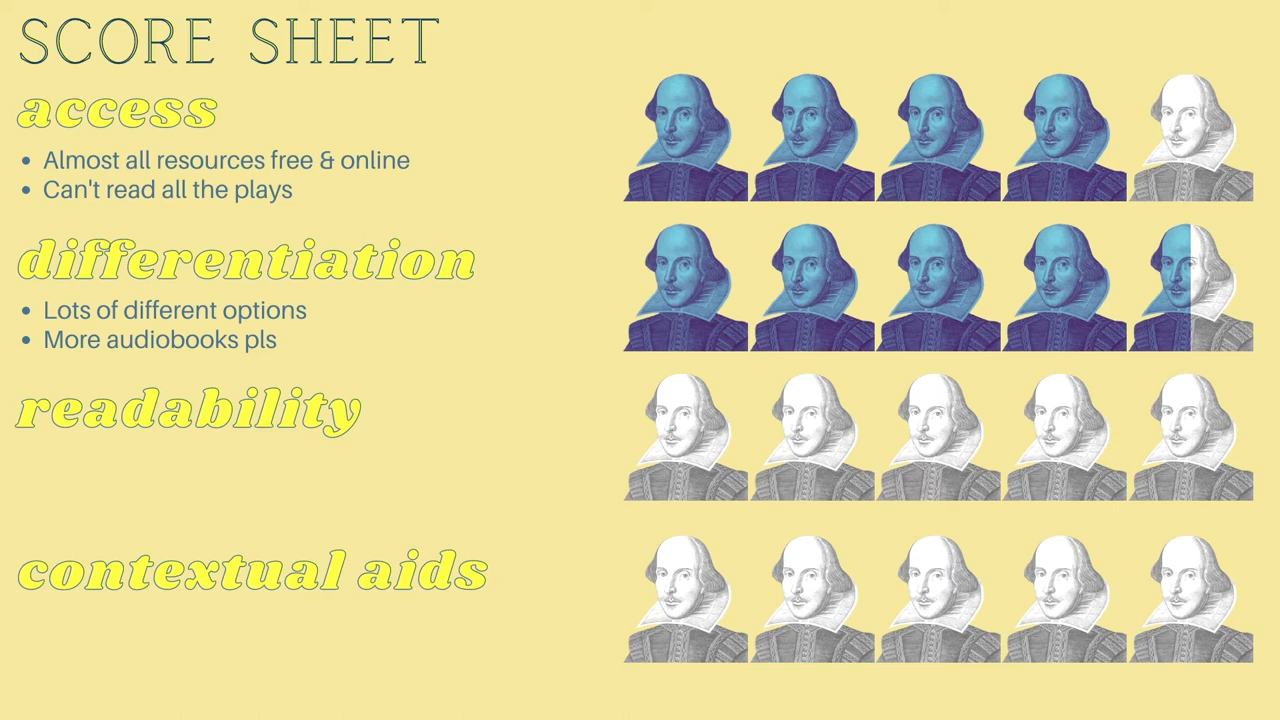 SCORE SHEET
access
• Almost all resources free & online
• Can't read all the plays
differentiation
• Lots of different options
• More audiobooks pls
readability
contextual aids